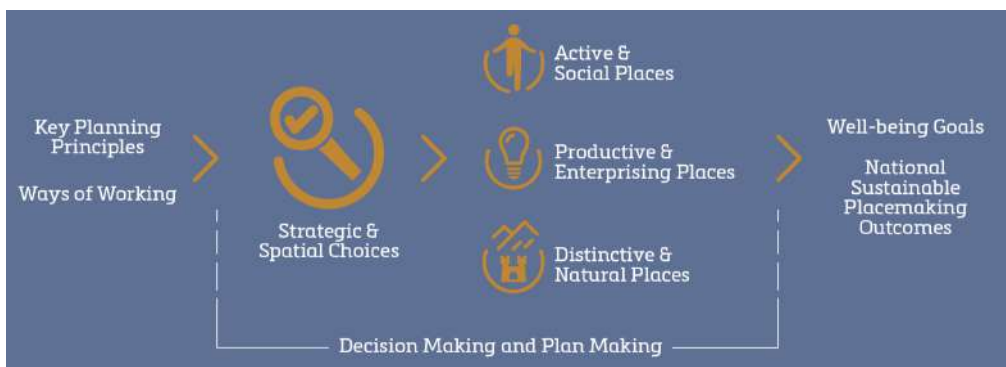 Key Planning
Principles
Ways of Working
Strategic &
Spatial Choices
Active &
Social Places
Productive &
Enterprising Places
Distinctive &
Natural Places
Well-being Goals
National
Sustainable
Placemaking
Outcomes
Decision Making and Plan Making